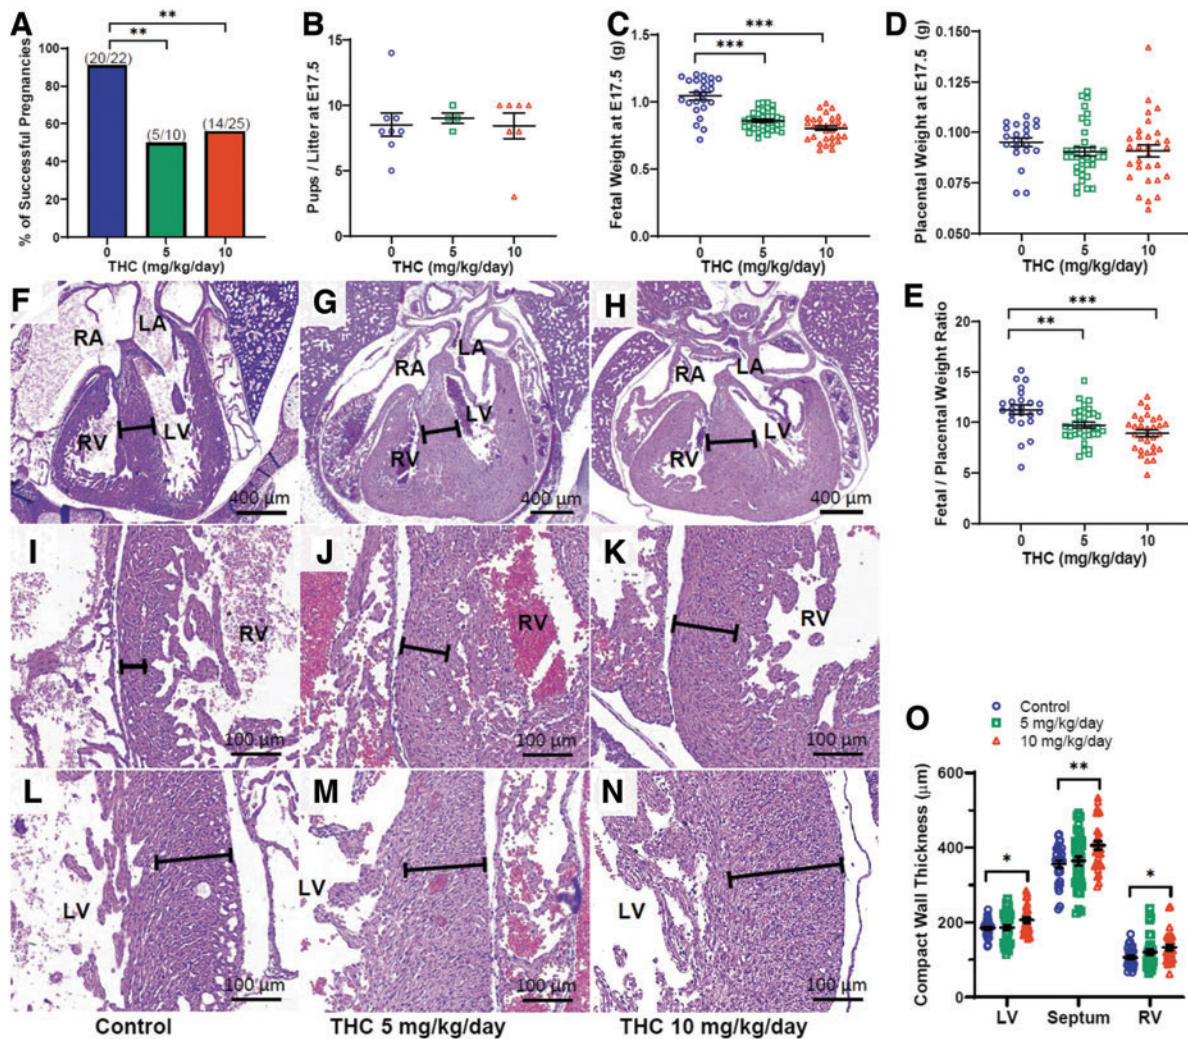 A
% of Successful Pregnancies
100
80
60
40
20
0
**
**
(20/22)
(5/10)
(14/25)
0
5
10
THC (mg/kg/day)
B
Pups / Litter at E17.5
20
15
10
5
0
0
5
10
THC (mg/kg/day)
C
Fetal Weight at E17.5 (g)
1.5
1.0
0.5
0.0
***
***
0
5
10
THC (mg/kg/day)
D
Placental Weight at E17.5 (g)
0.150
0.125
0.100
0.075
0.050
0
5
10
THC (mg/kg/day)
E
Fetal / Placental Weight Ratio
20
15
10
5
0
***
**
0
5
10
THC (mg/kg/day)
F
RA
LA
RV
LV
400 µm
G
RA
LA
RV
LV
400 µm
H
RA
LA
RV
LV
400 µm
I
RV
100 µm
J
RV
100 µm
K
RV
100 µm
L
LV
100 µm
M
LV
100 µm
N
LV
100 µm
Control
THC 5 mg/kg/day
THC 10 mg/kg/day
O
Control
5 mg/kg/day
10 mg/kg/day
Compact Wall Thickness (µm)
600
400
200
0
*
**
*
LV
Septum
RV